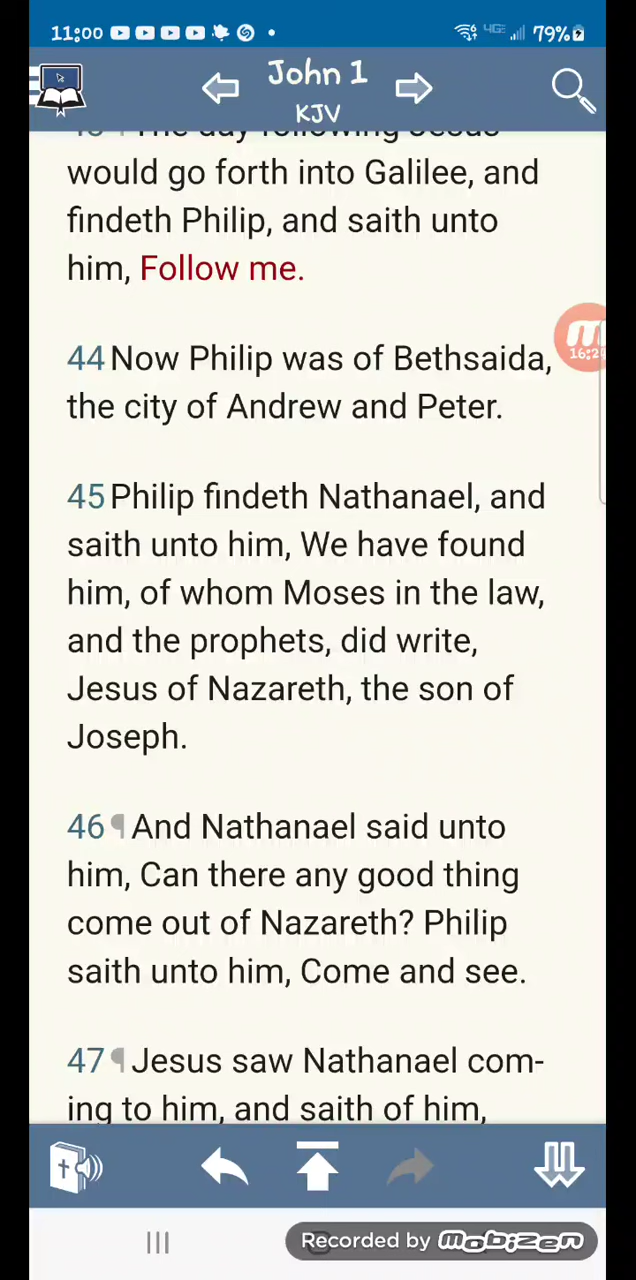 11:00 4GE 79%
John 1
KJV
The day following Jesus
would go forth into Galilee, and
findeth Philip, and saith unto
him, Follow me.
44 Now Philip was of Bethsaida,
the city of Andrew and Peter.
45 Philip findeth Nathanael, and
saith unto him, We have found
him, of whom Moses in the law,
and the prophets, did write,
Jesus of Nazareth, the son of
Joseph.
46 ¶ And Nathanael said unto
him, Can there any good thing
come out of Nazareth? Philip
saith unto him, Come and see.
47 ¶ Jesus saw Nathanael com-
ing to him, and saith of him,
Recorded by mobizen